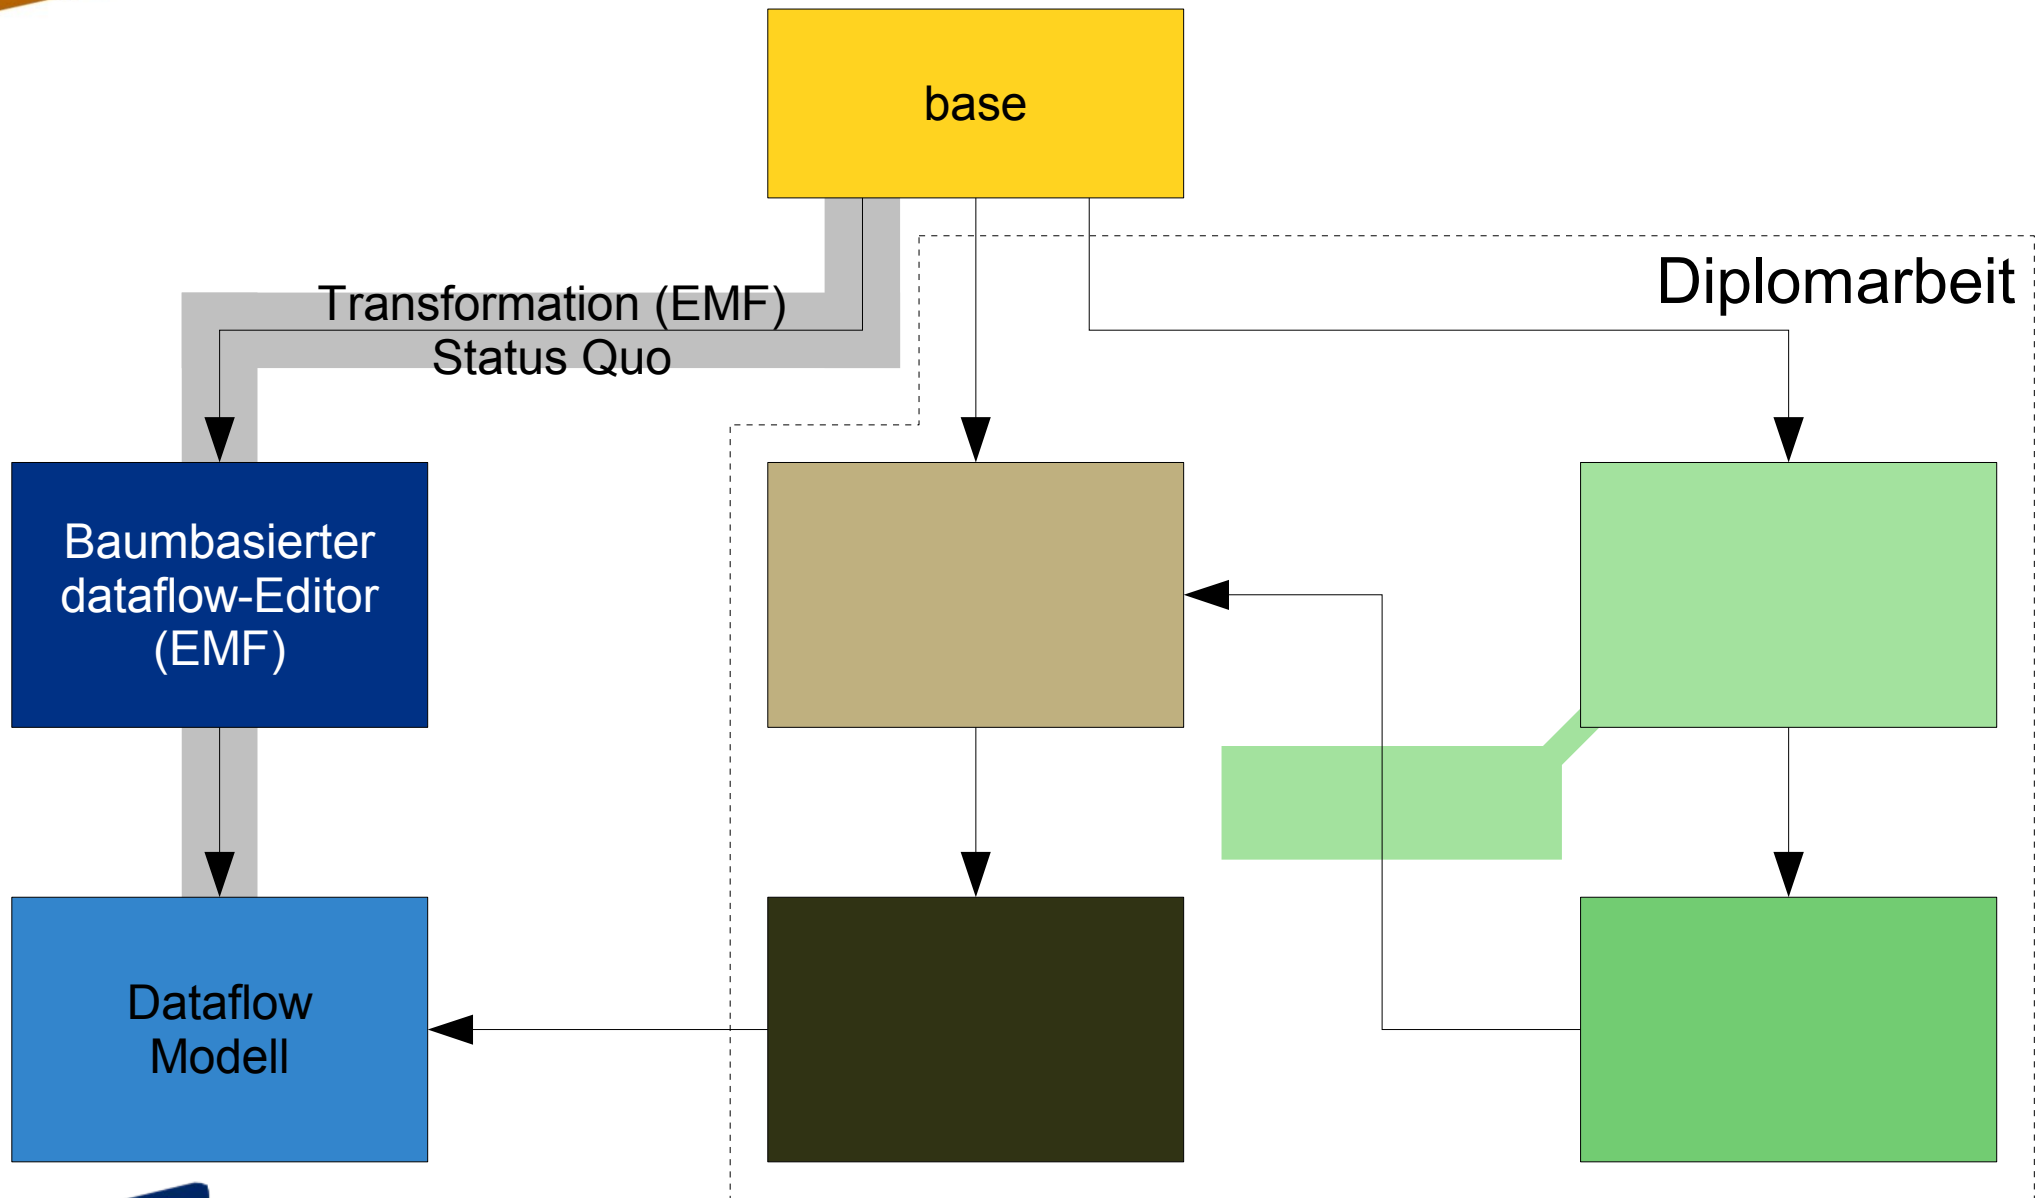 base
Transformation (EMF)
Status Quo
Diplomarbeit
Baumbasierter
dataflow-Editor
(EMF)
Dataflow
Modell